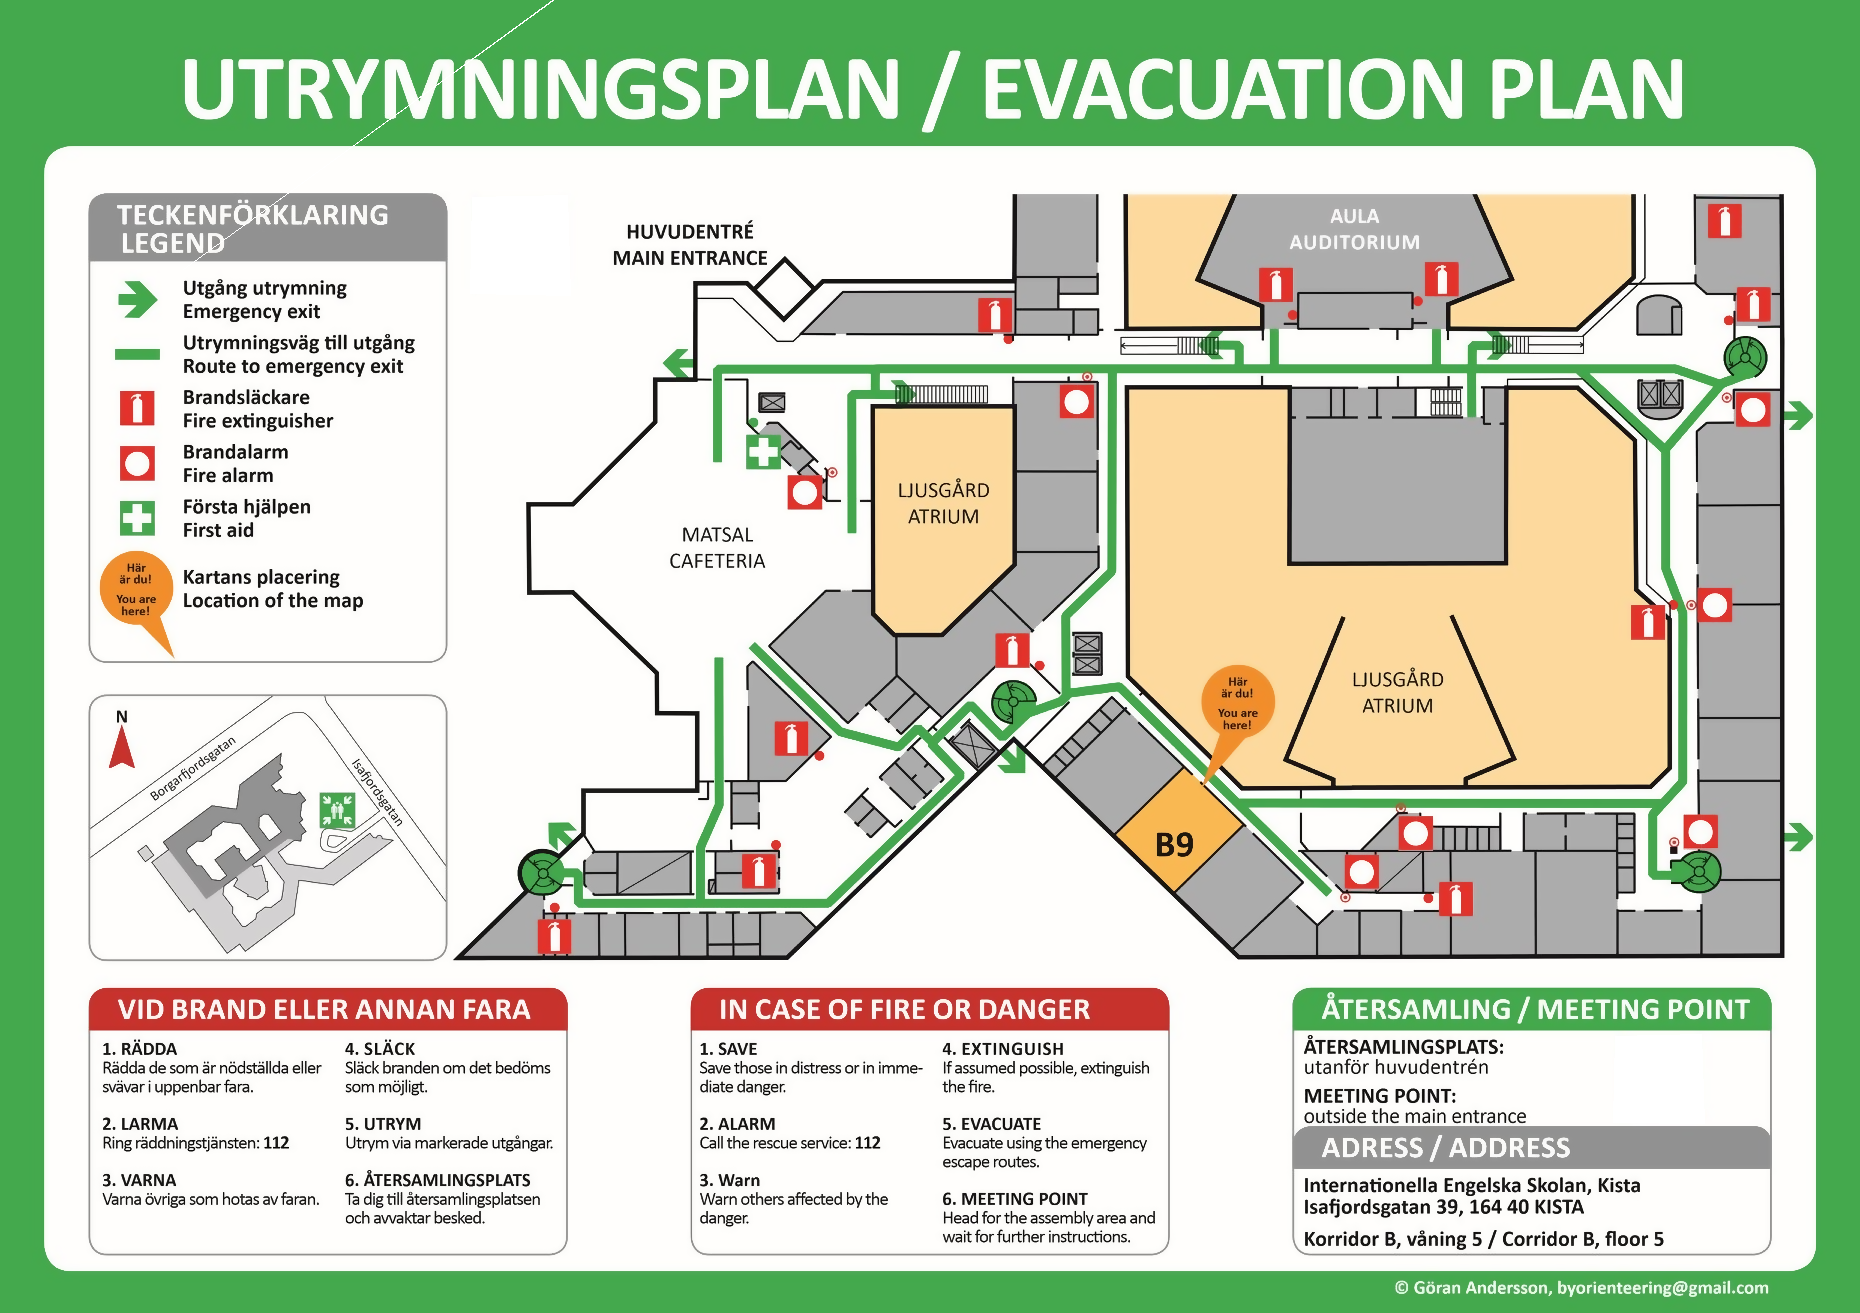 UTRYMNINGSPLAN / EVACUATION PLAN
TECKENFÖRKLARING
LEGEND
Utgång utrymning
Emergency exit
Utrymningsväg till utgång
Route to emergency exit
Brandsläckare
Fire extinguisher
Brandalarm
Fire alarm
Första hjälpen
First aid
Här
är du!
You are
here!
Kartans placering
Location of the map
N
Borgarfjordsgatan
Isafjordsgatan
HUVUDENTRÉ
MAIN ENTRANCE
AULA
AUDITORIUM
LJUSGÅRD
ATRIUM
MATSAL
CAFETERIA
Här
är du!
You are
here!
LJUSGÅRD
ATRIUM
B9
VID BRAND ELLER ANNAN FARA
1. RÄDDA
Rädda de som är nödställda eller
svävar i uppenbar fara.
2. LARMA
Ring räddningstjänsten: 112
3. VARNA
Varna övriga som hotas av faran.
4. SLÄCK
Släck branden om det bedöms
som möjligt.
5. UTRYM
Utrym via markerade utgångar.
6. ÅTERSAMLINGSPLATS
Ta dig till återsamlingsplatsen
och avvaktar besked.
IN CASE OF FIRE OR DANGER
1. SAVE
Save those in distress or in imme-
diate danger.
2. ALARM
Call the rescue service: 112
3. Warn
Warn others affected by the
danger.
4. EXTINGUISH
If assumed possible, extinguish
the fire.
5. EVACUATE
Evacuate using the emergency
escape routes.
6. MEETING POINT
Head for the assembly area and
wait for further instructions.
ÅTERSAMLING / MEETING POINT
ÅTERSAMLINGSPLATS:
utanför huvudentrén
MEETING POINT:
outside the main entrance
ADRESS / ADDRESS
Internationella Engelska Skolan, Kista
Isafjordsgatan 39, 164 40 KISTA
Korridor B, våning 5 / Corridor B, floor 5
© Göran Andersson, byorienteering@gmail.com